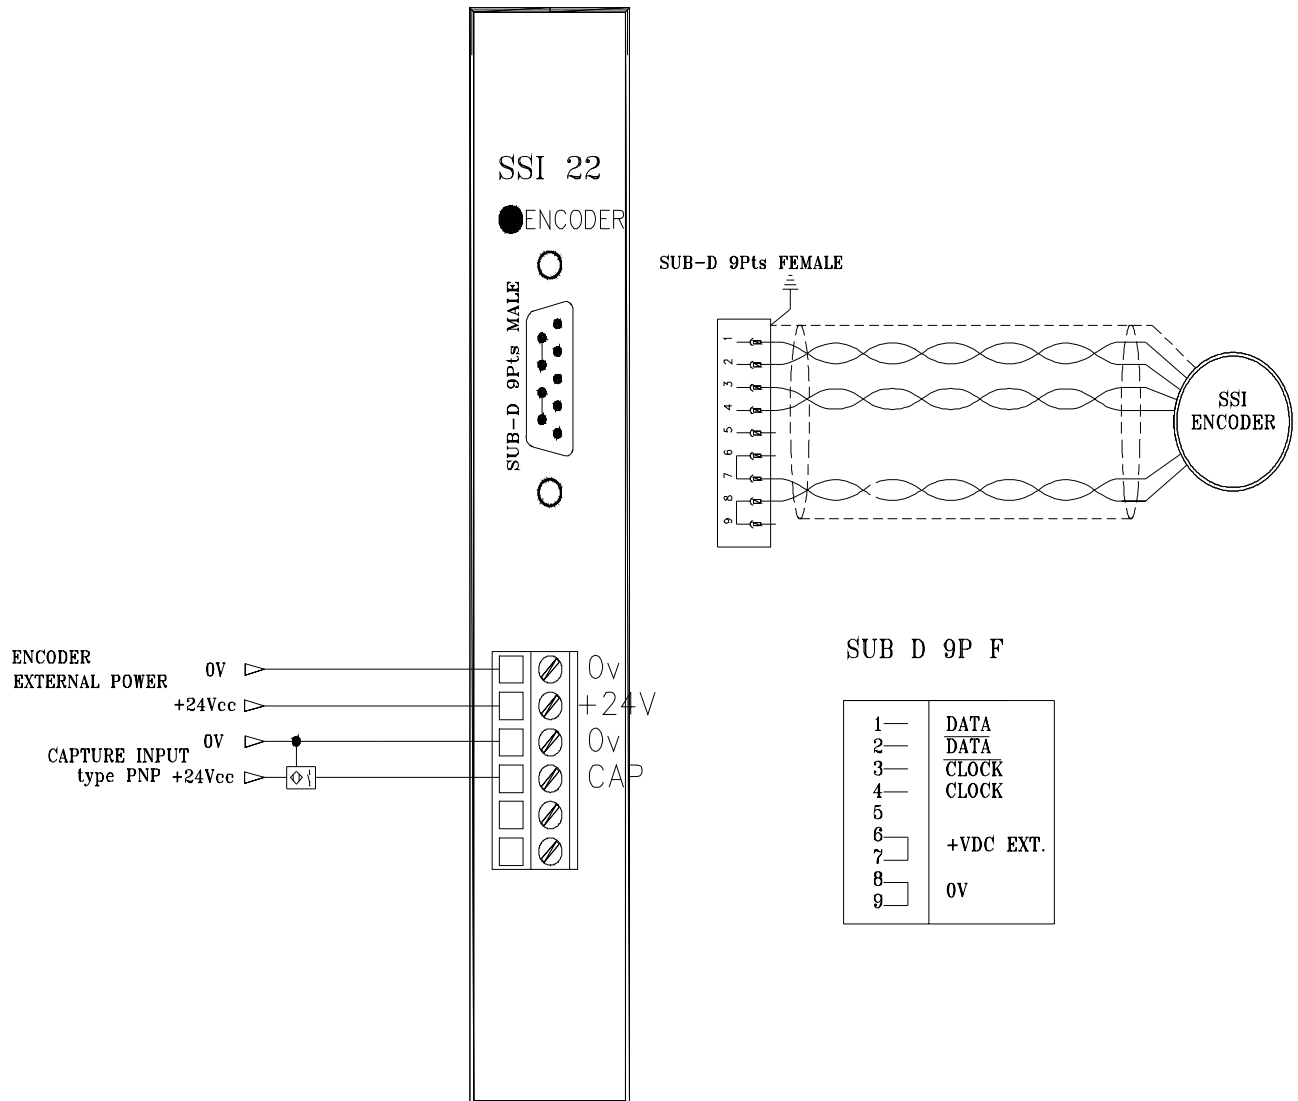 SSI 22
ENCODER
SUB-D 9Pts MALE
SUB-D 9Pts FEMALE
1
2
3
4
5
6
7
8
9
SSI
ENCODER
ENCODER
EXTERNAL POWER
0V
+24Vcc
0V
CAPTURE INPUT
type PNP +24Vcc
0v
+24V
0v
CAP
SUB D 9P F
1 DATA
2 D̅A̅T̅A̅
3 C̅L̅O̅C̅K̅
4 CLOCK
5
6
7
+VDC EXT.
8
9
0V